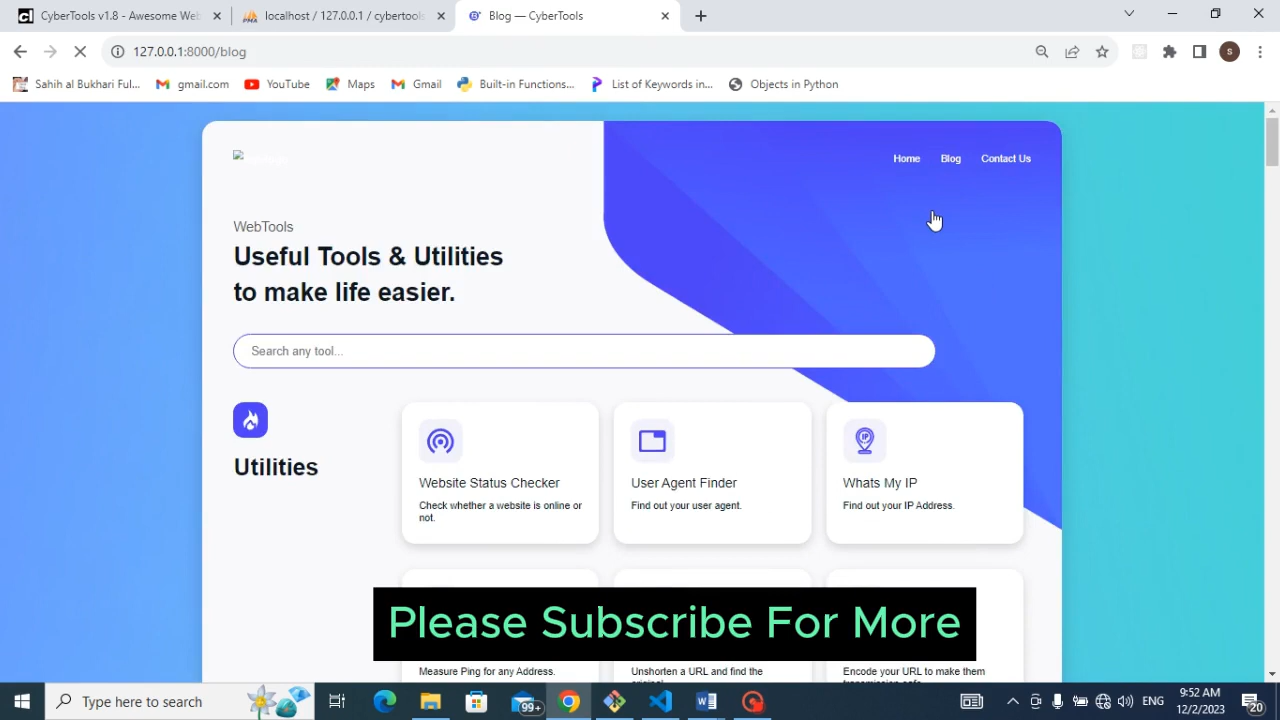 CyberTools v1.8 - Awesome Web
localhost / 127.0.0.1 / cybertools
Blog — CyberTools
127.0.0.1:8000/blog
S
Sahih al Bukhari Ful...
gmail.com
YouTube
Maps
Gmail
Built-in Functions...
List of Keywords in...
Objects in Python
Home
Blog
Contact Us
WebTools
Useful Tools & Utilities
to make life easier.
Search any tool...
Utilities
Website Status Checker
Check whether a website is online or
not.
User Agent Finder
Find out your user agent.
IP
Whats My IP
Find out your IP Address.
Please Subscribe For More
Measure Ping for any Address.
Unshorten a URL and find the
original
Encode your URL to make them
Type here to search
99+
ENG
9:52 AM
12/2/2023
20